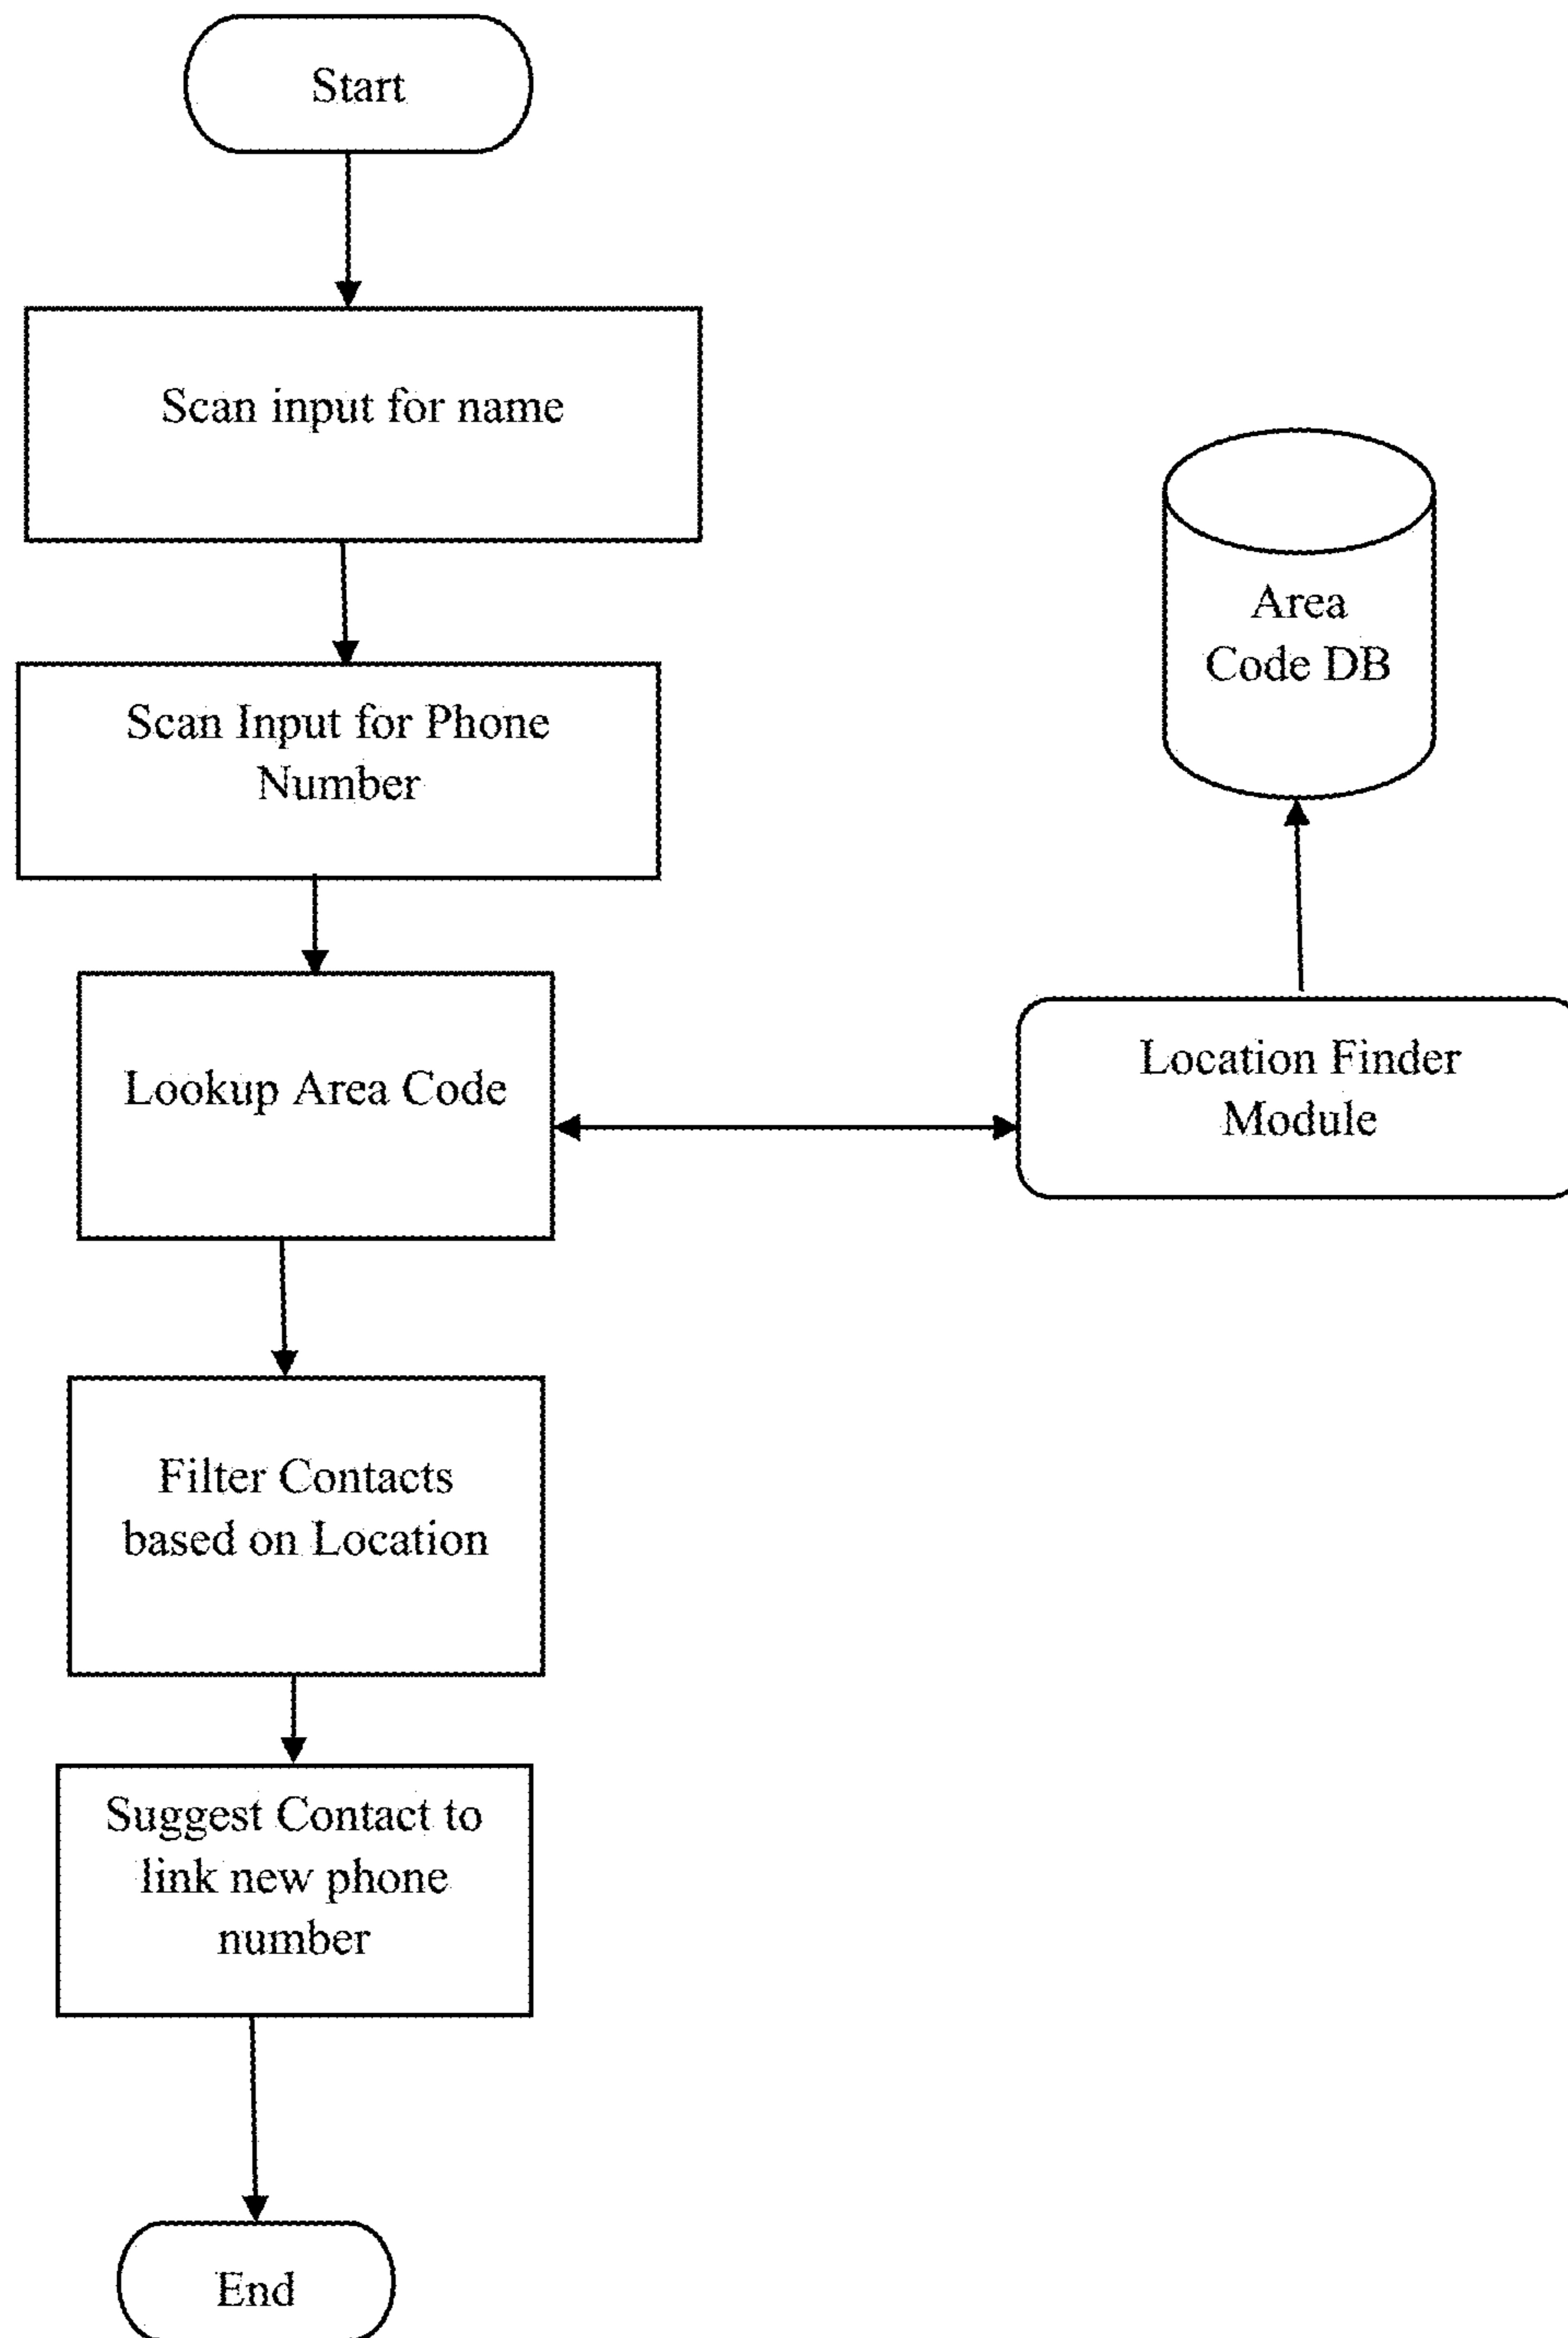 Start
Scan input for name
Area
Code DB
Scan Input for Phone
Number
Location Finder
Module
Lookup Area Code
Filter Contacts
based on Location
Suggest Contact to
link new phone
number
End